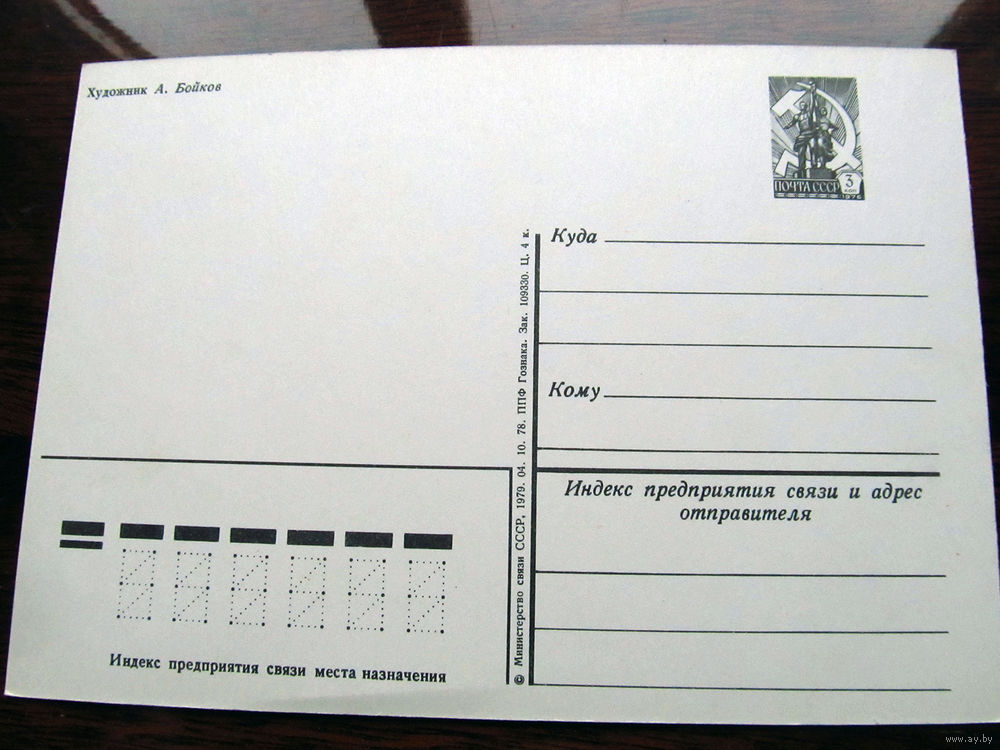 Художник А. Бойков
ПОЧТА СССР 3
КОП
1976
Куда
Кому
Индекс предприятия связи и адрес
отправителя
© Министерство связи СССР, 1979. 04. 10. 78. ППФ Гознака. Зак. 109330. Ц. 4 к.
Индекс предприятия связи места назначения
www.ay.by